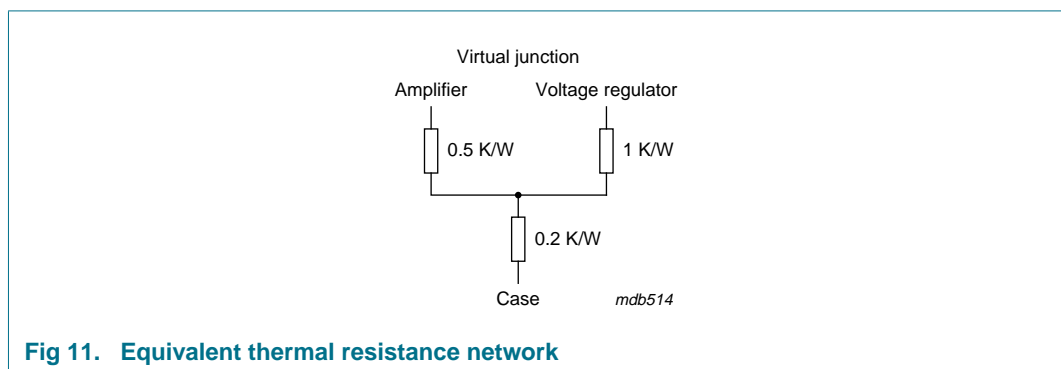 Virtual junction
Amplifier Voltage regulator
0.5 K/W 1 K/W
0.2 K/W
Case mdb514
Fig 11. Equivalent thermal resistance network